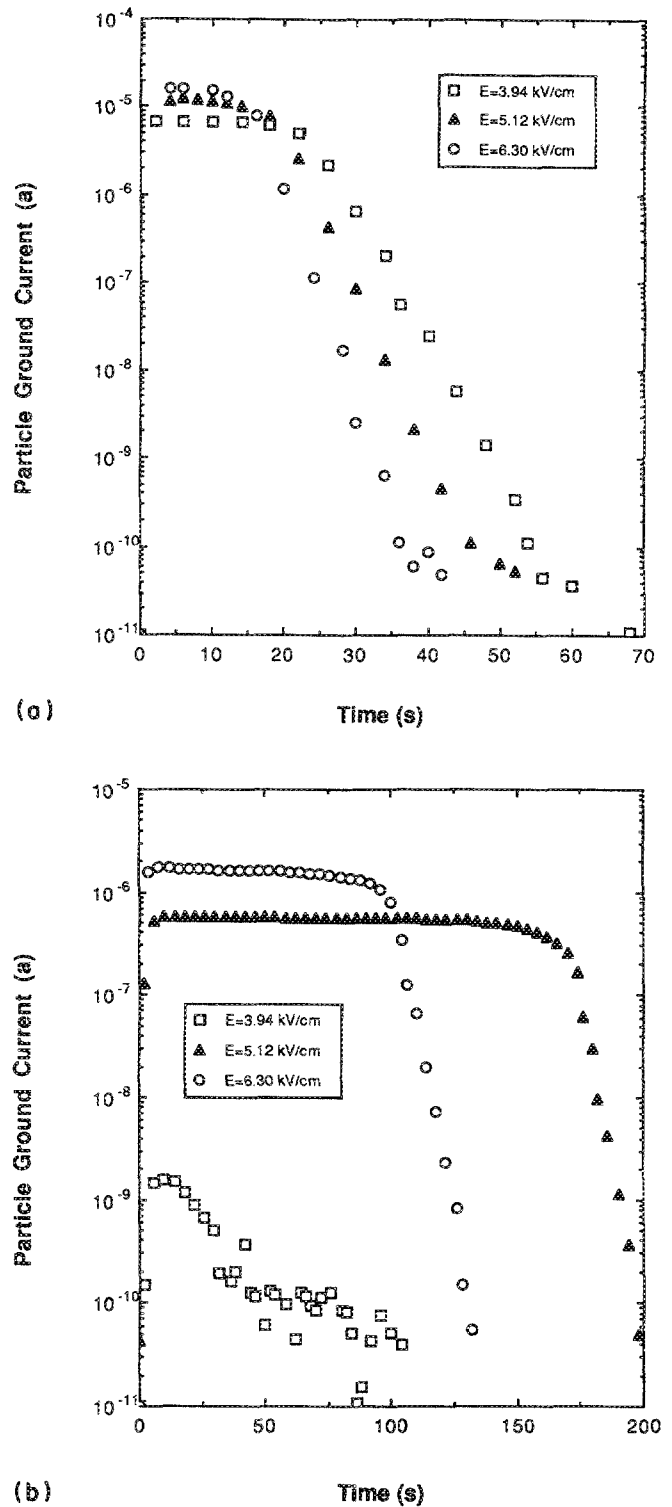 (a)
Particle Ground Current (a)
10-4
10-5
10-6
10-7
10-8
10-9
10-10
10-11
E=3.94 kV/cm
E=5.12 kV/cm
E=6.30 kV/cm
0 10 20 30 40 50 60 70
Time (s)
(b)
Particle Ground Current (a)
10-5
10-6
10-7
10-8
10-9
10-10
10-11
E=3.94 kV/cm
E=5.12 kV/cm
E=6.30 kV/cm
0 50 100 150 200
Time (s)